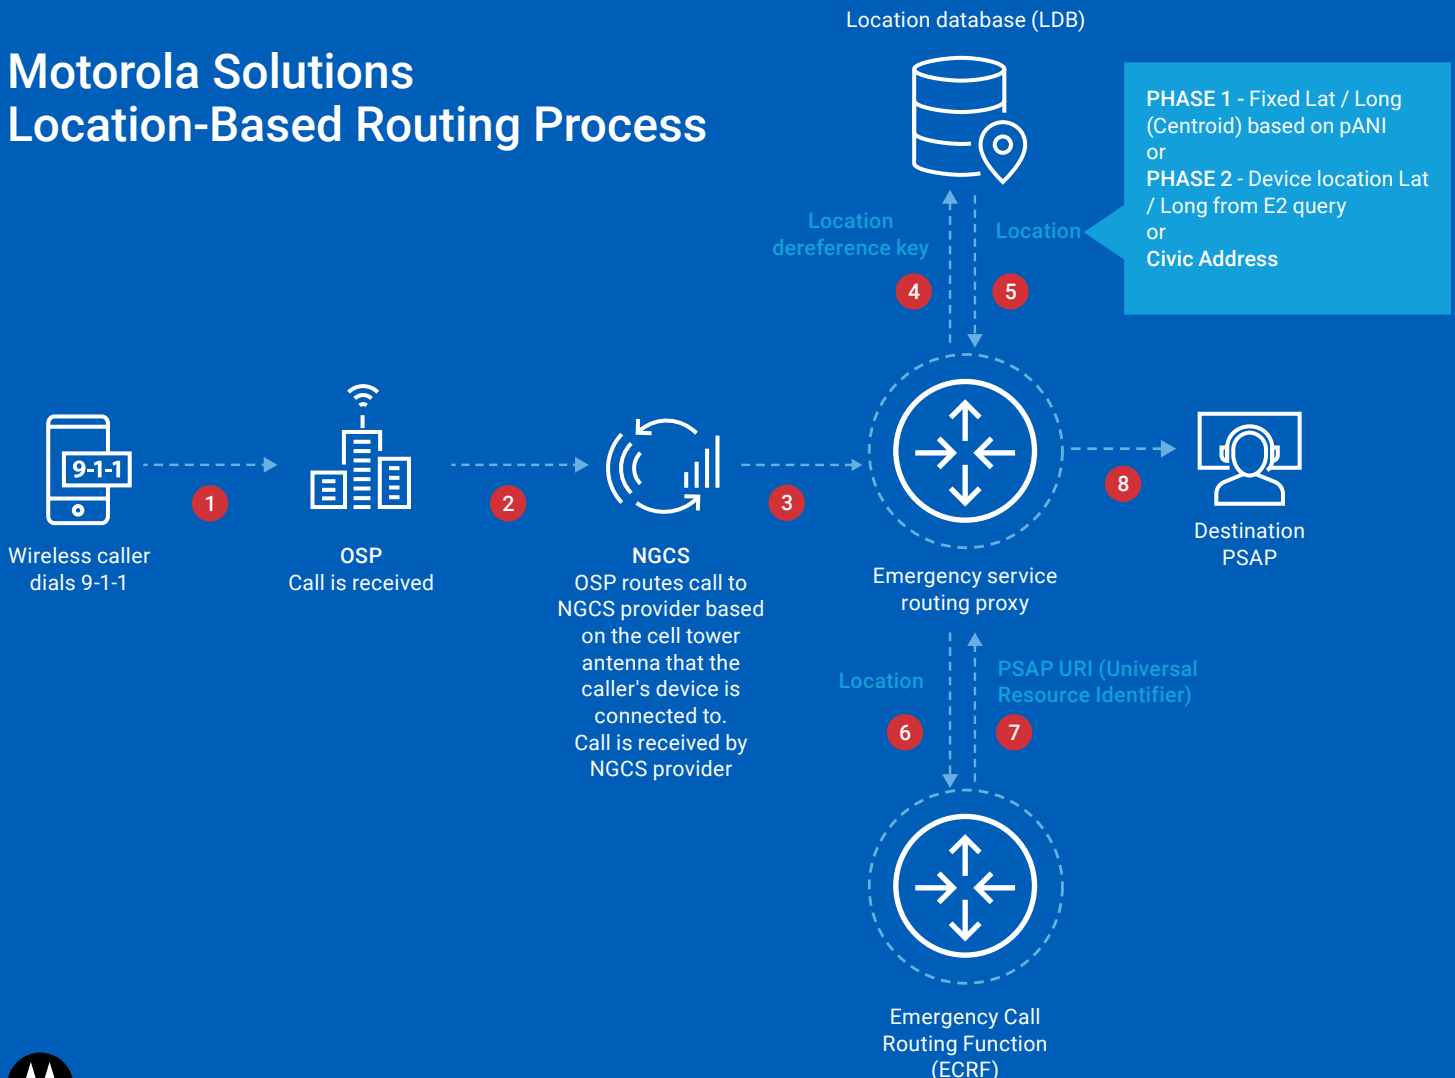 Location database (LDB)
Motorola Solutions
Location-Based Routing Process
PHASE 1 - Fixed Lat / Long
(Centroid) based on pANI
or
PHASE 2 - Device location Lat
/ Long from E2 query
or
Civic Address
Location
dereference key
Location
4
5
9-1-1
1
2
3
8
Wireless caller
dials 9-1-1
OSP
Call is received
NGCS
OSP routes call to
NGCS provider based
on the cell tower
antenna that the
caller's device is
connected to.
Call is received by
NGCS provider
Emergency service
routing proxy
Destination
PSAP
Location
PSAP URI (Universal
Resource Identifier)
6
7
Emergency Call
Routing Function
(ECRF)